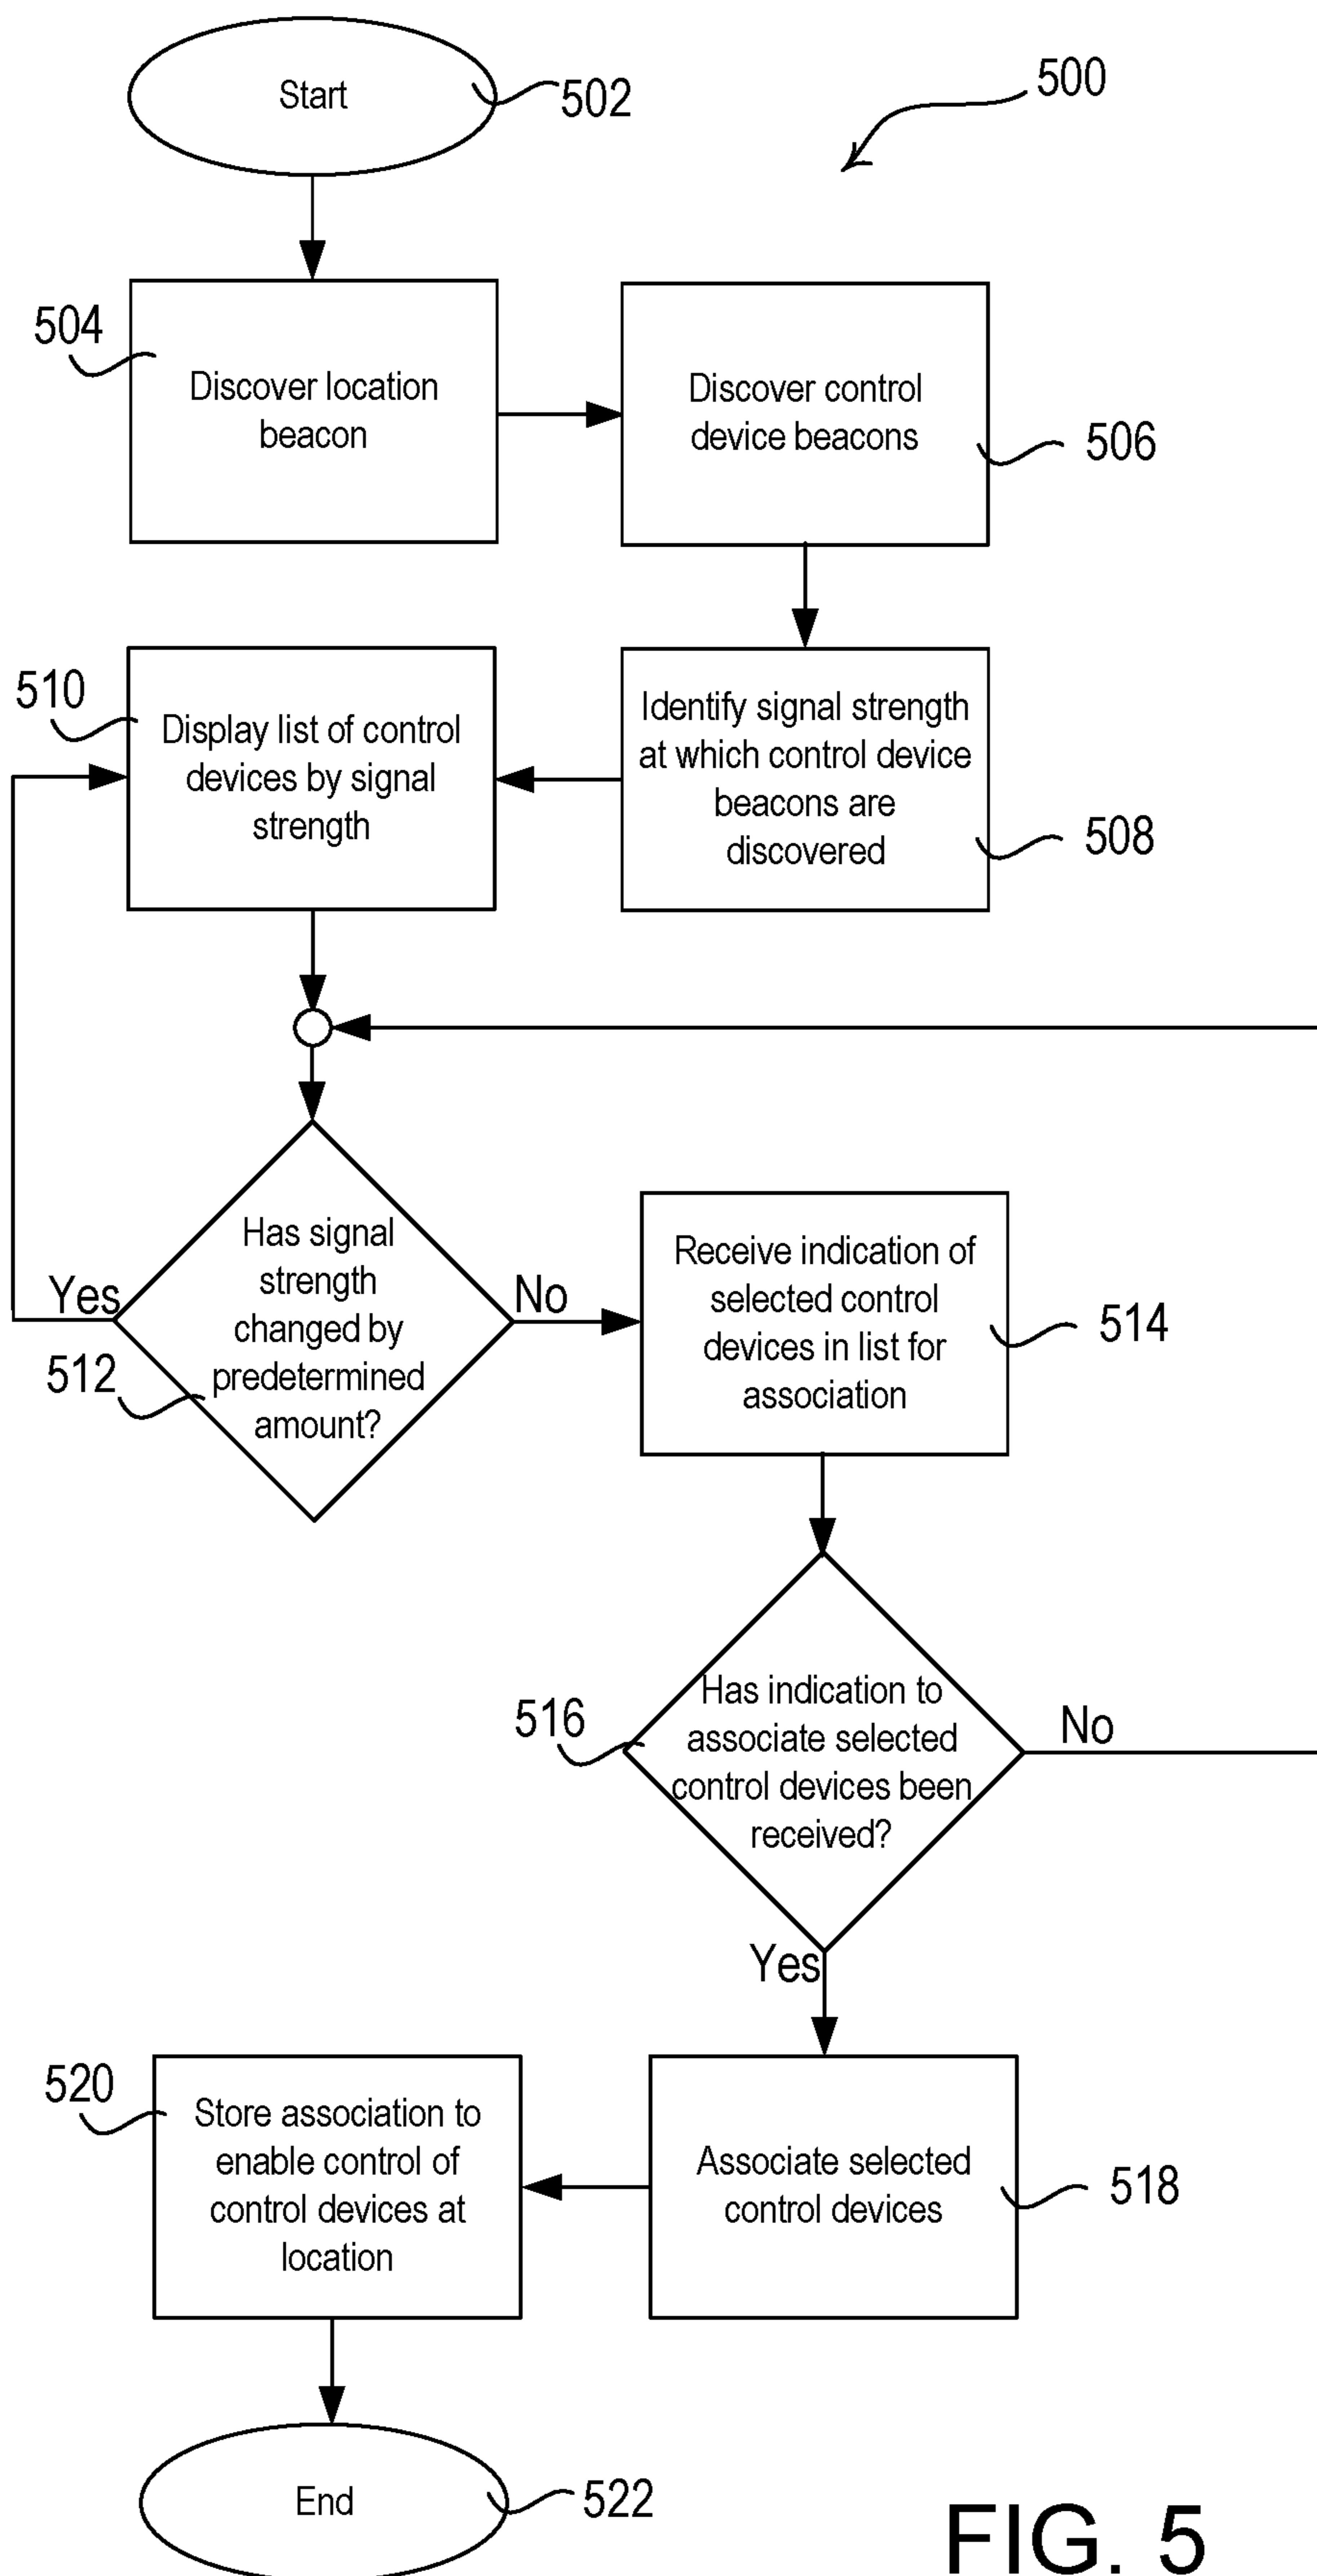 Start
502
500
504
Discover location
beacon
Discover control
device beacons
506
510
Display list of control
devices by signal
strength
Identify signal strength
at which control device
beacons are
discovered
508
Has signal
strength
changed by
predetermined
amount?
Yes
No
512
Receive indication of
selected control
devices in list for
association
514
516
Has indication to
associate selected
control devices been
received?
No
Yes
520
Store association to
enable control of
control devices at
location
Associate selected
control devices
518
End
522
FIG. 5